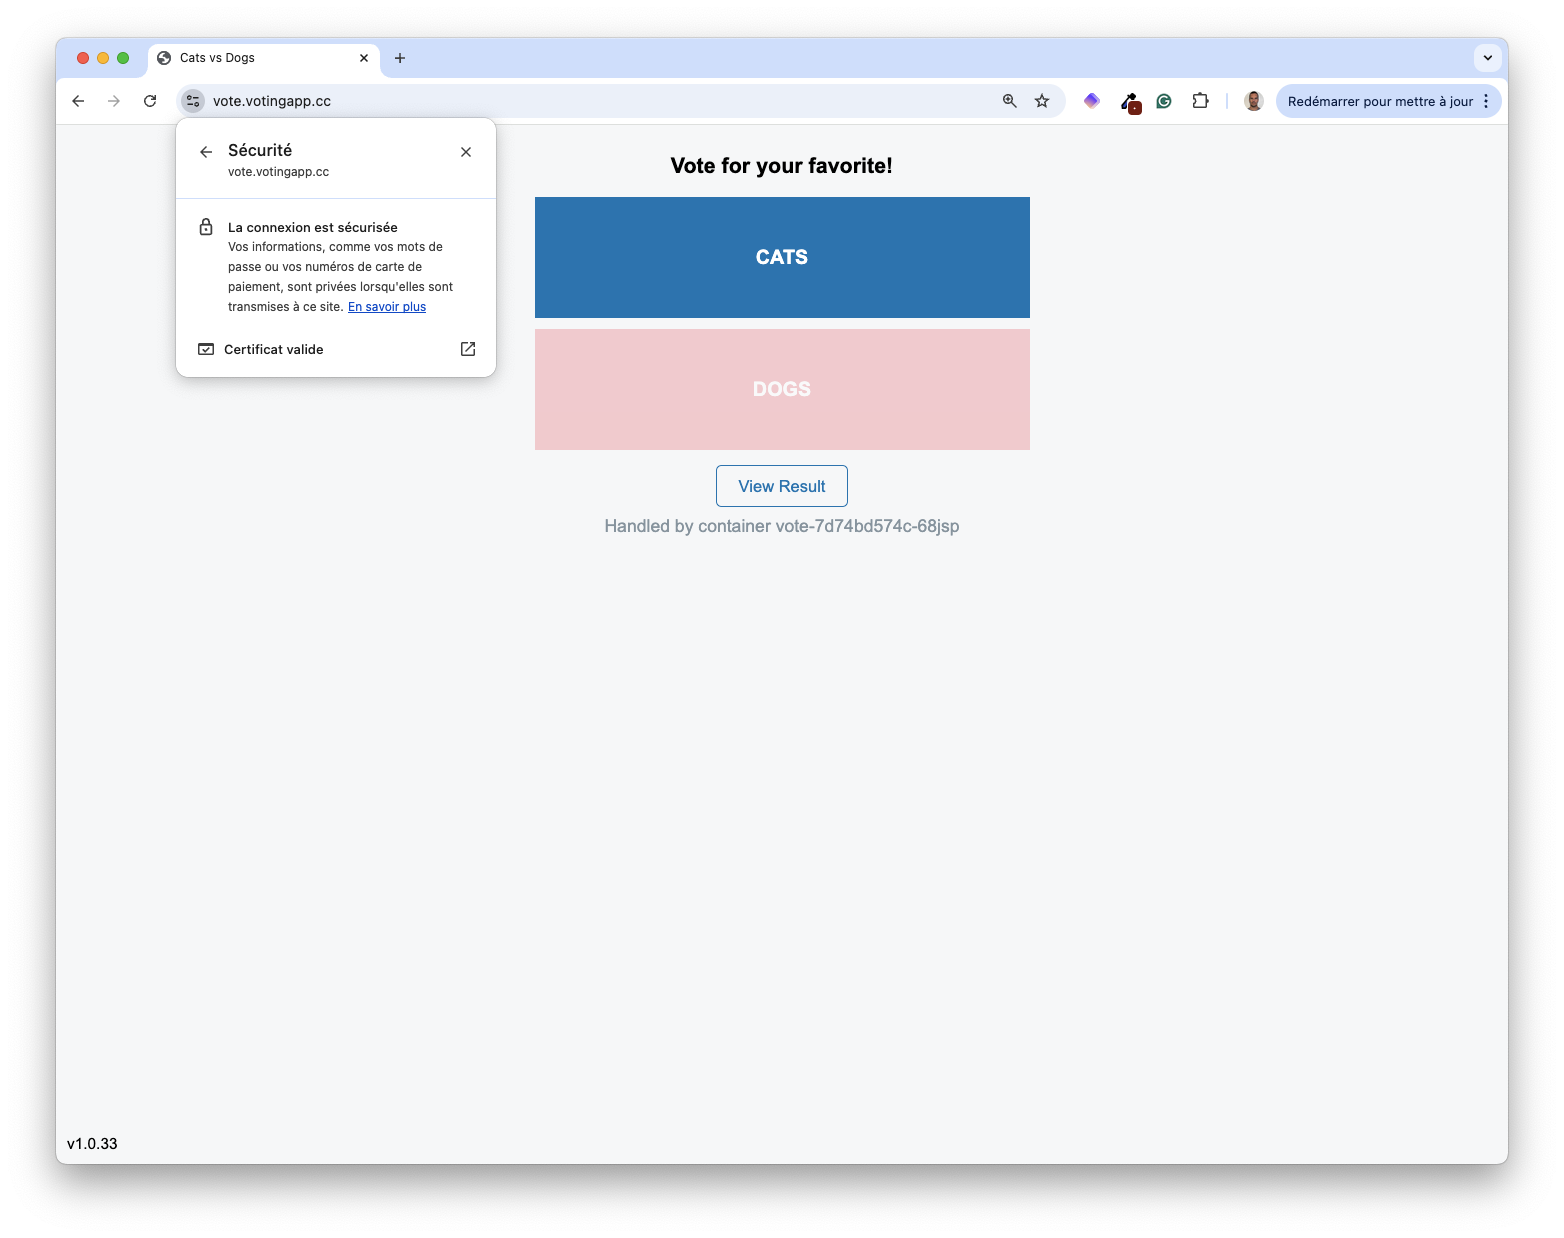 Cats vs Dogs
vote.votingapp.cc
Redémarrer pour mettre à jour
Sécurité
vote.votingapp.cc
La connexion est sécurisée
Vos informations, comme vos mots de
passe ou vos numéros de carte de
paiement, sont privées lorsqu'elles sont
transmises à ce site. En savoir plus
Certificat valide
Vote for your favorite!
CATS
DOGS
View Result
Handled by container vote-7d74bd574c-68jsp
v1.0.33